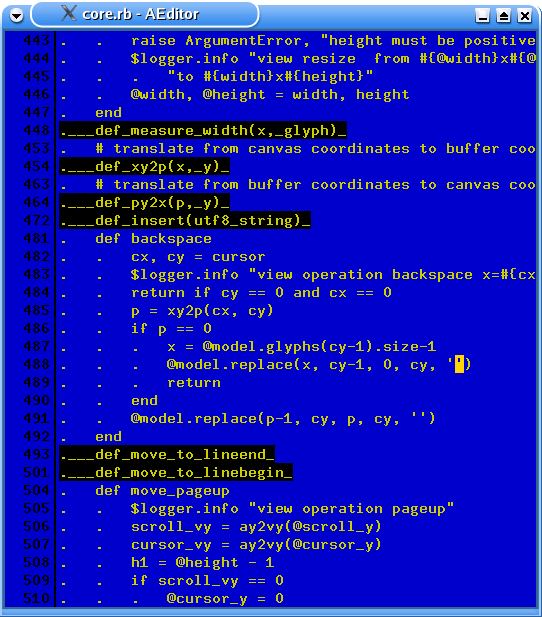 core.rb - AEditor
443 .   .   raise ArgumentError, "height must be positive
444 .   .   $logger.info "view resize  from #{@width}x#{@
445 .   .   .   "to #{width}x#{height}"
446 .   .   @width, @height = width, height
447 .   end
448 .___def_measure_width(x,_glyph)_
453 .   # translate from canvas coordinates to buffer coo
454 .___def_xy2p(x,_y)_
463 .   # translate from buffer coordinates to canvas coo
464 .___def_py2x(p,_y)_
472 .___def_insert(utf8_string)_
481 .   def backspace
482 .   .   cx, cy = cursor
483 .   .   $logger.info "view operation backspace x=#{cx
484 .   .   return if cy == 0 and cx == 0
485 .   .   p = xy2p(cx, cy)
486 .   .   if p == 0
487 .   .   .   x = @model.glyphs(cy-1).size-1
488 .   .   .   @model.replace(x, cy-1, 0, cy, '')
489 .   .   .   return
490 .   .   end
491 .   .   @model.replace(p-1, cy, p, cy, '')
492 .   end
493 .___def_move_to_lineend_
501 .___def_move_to_linebegin_
504 .   def move_pageup
505 .   .   $logger.info "view operation pageup"
506 .   .   scroll_vy = ay2vy(@scroll_y)
507 .   .   cursor_vy = ay2vy(@cursor_y)
508 .   .   h1 = @height - 1
509 .   .   if scroll_vy == 0
510 .   .   .   @cursor_y = 0